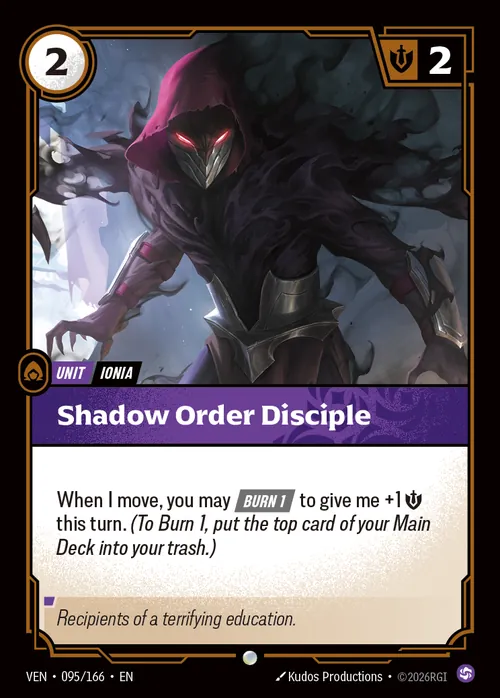 2
2
UNIT IONIA
Shadow Order Disciple
When I move, you may BURN 1 to give me +1
this turn. (To Burn 1, put the top card of your Main
Deck into your trash.)
Recipients of a terrifying education.
VEN • 095/166 • EN Kudos Productions • ©2026RGI